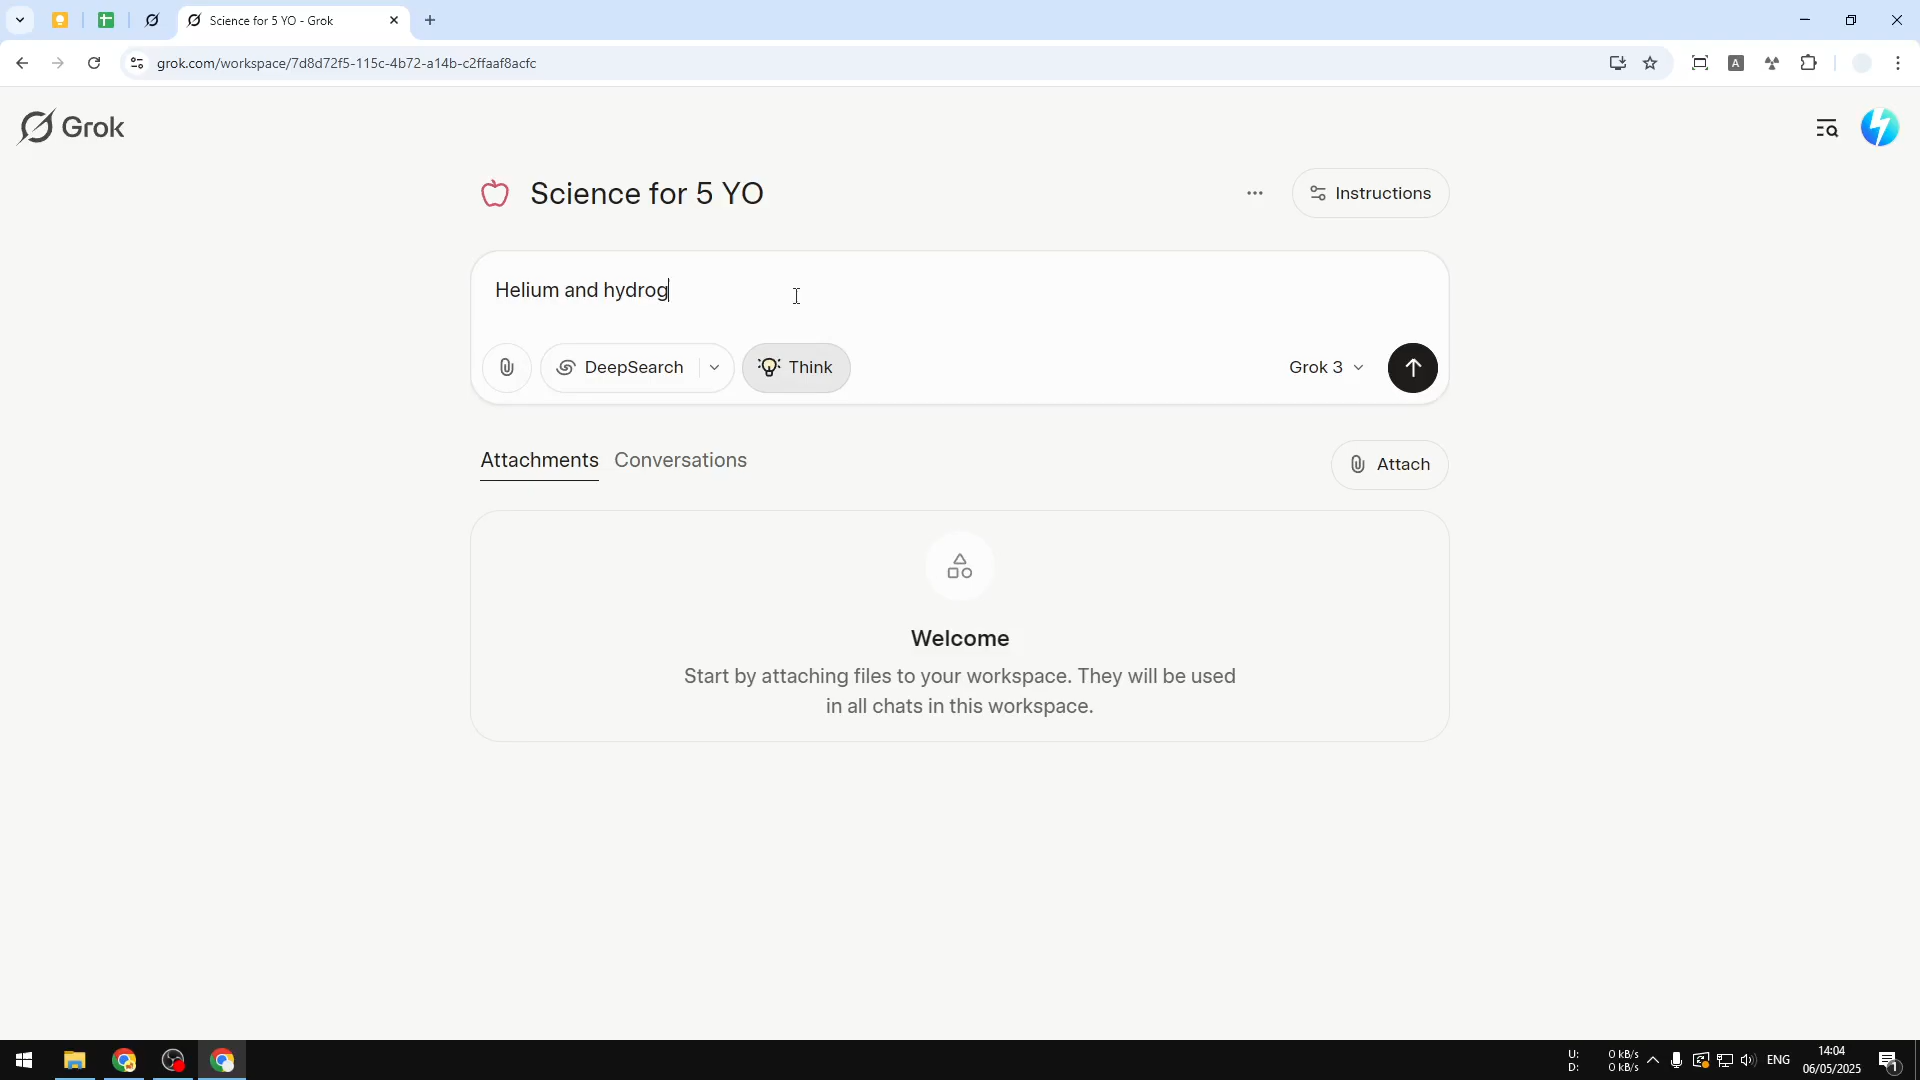 Science for 5 YO - Grok
grok.com/workspace/7d8d72f5-115c-4b72-a14b-c2ffaaf8acfc
A
Grok
Science for 5 YO
Instructions
Helium and hydrog
DeepSearch
Think
Grok 3
Attachments
Conversations
Attach
Welcome
Start by attaching files to your workspace. They will be used
in all chats in this workspace.
U: 0 kB/s
D: 0 kB/s
ENG
14:04
06/05/2025
1